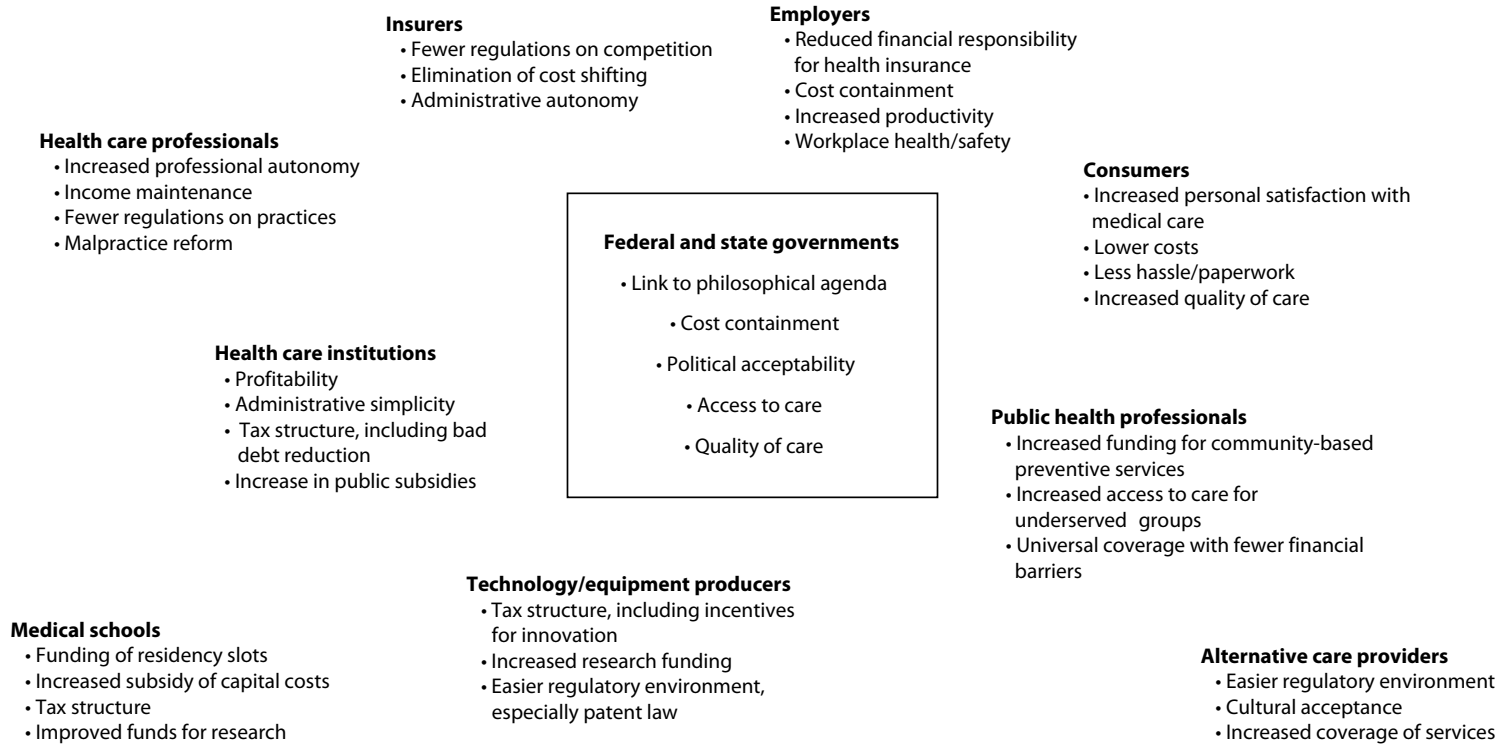 Insurers
• Fewer regulations on competition
• Elimination of cost shifting
• Administrative autonomy
Employers
• Reduced financial responsibility
for health insurance
• Cost containment
• Increased productivity
• Workplace health/safety
Health care professionals
• Increased professional autonomy
• Income maintenance
• Fewer regulations on practices
• Malpractice reform
Consumers
• Increased personal satisfaction with
medical care
• Lower costs
• Less hassle/paperwork
• Increased quality of care
Federal and state governments
• Link to philosophical agenda
• Cost containment
• Political acceptability
• Access to care
• Quality of care
Health care institutions
• Profitability
• Administrative simplicity
• Tax structure, including bad
debt reduction
• Increase in public subsidies
Public health professionals
• Increased funding for community-based
preventive services
• Increased access to care for
underserved groups
• Universal coverage with fewer financial
barriers
Technology/equipment producers
• Tax structure, including incentives
for innovation
• Increased research funding
• Easier regulatory environment,
especially patent law
Medical schools
• Funding of residency slots
• Increased subsidy of capital costs
• Tax structure
• Improved funds for research
Alternative care providers
• Easier regulatory environment
• Cultural acceptance
• Increased coverage of services